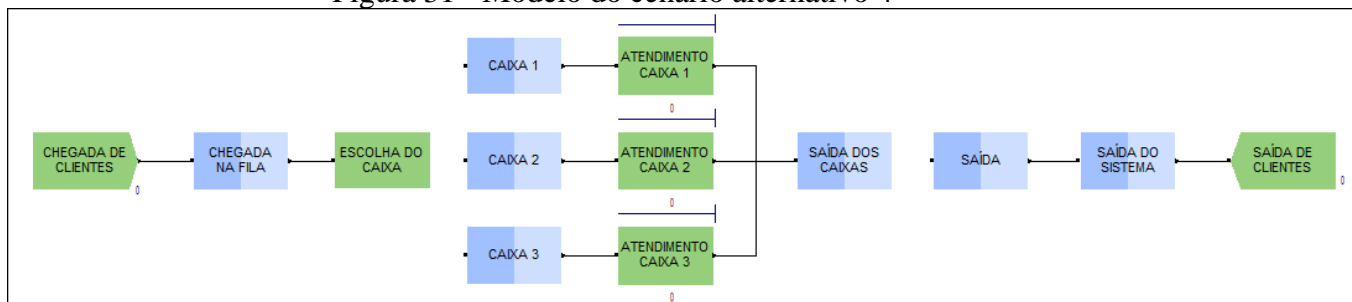 Figura 31 - Modelo do cenário alternativo 4
CHEGADA DE
CLIENTES
0
CHEGADA
NA FILA
ESCOLHA DO
CAIXA
CAIXA 1
ATENDIMENTO
CAIXA 1
0
CAIXA 2
ATENDIMENTO
CAIXA 2
0
CAIXA 3
ATENDIMENTO
CAIXA 3
0
SAÍDA DOS
CAIXAS
SAÍDA
SAÍDA DO
SISTEMA
SAÍDA DE
CLIENTES
0